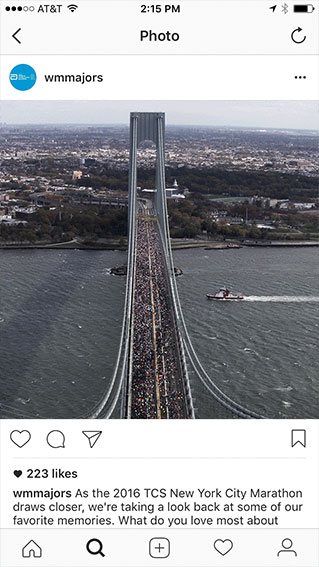 AT&T 2:15 PM
Photo
wmmajors
223 likes
wmmajors As the 2016 TCS New York City Marathon
draws closer, we're taking a look back at some of our
favorite memories. What do you love most about